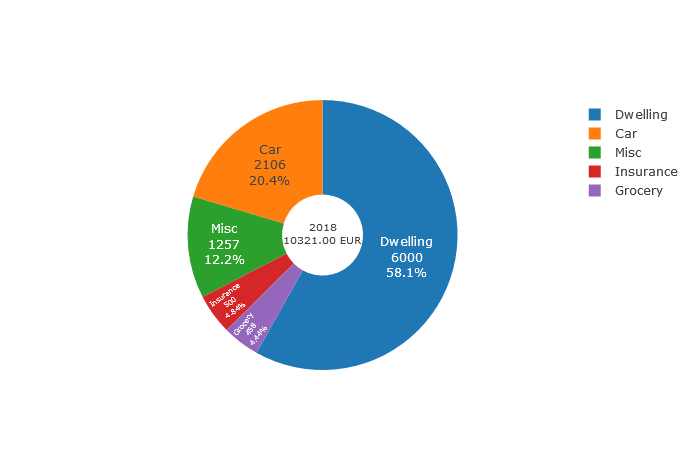 Car
2106
20.4%
Misc
1257
12.2%
Insurance
500
4.84%
Grocery
458
4.44%
2018
10321.00 EUR
Dwelling
6000
58.1%
Dwelling
Car
Misc
Insurance
Grocery